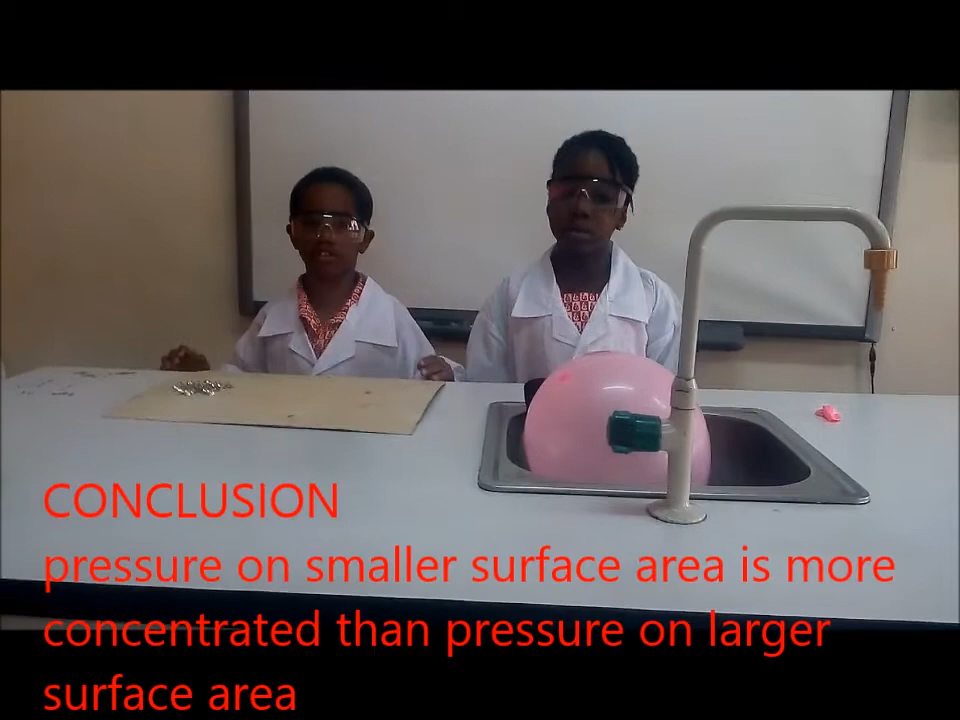 CONCLUSION
pressure on smaller surface area is more
concentrated than pressure on larger
surface area